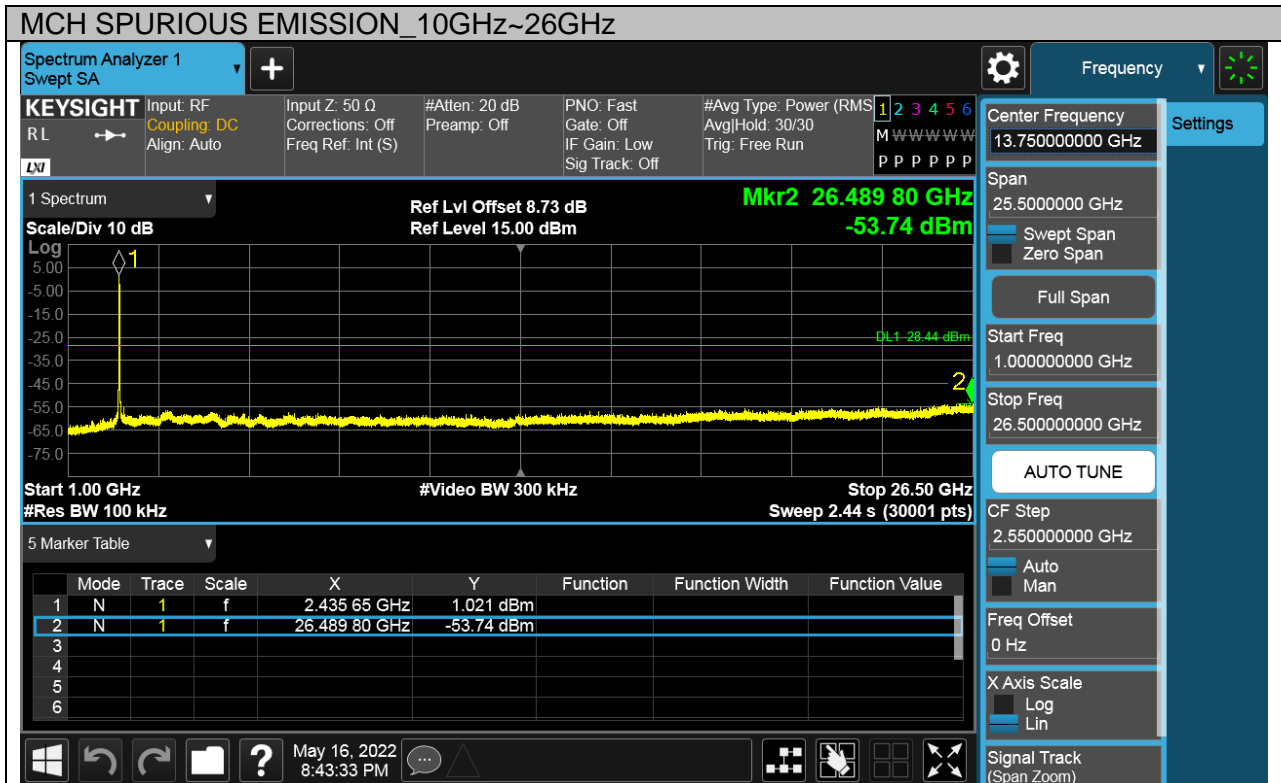 MCH SPURIOUS EMISSION_10GHz~26GHz
Spectrum Analyzer 1
Swept SA
+
Frequency
KEYSIGHT
RL
LXI
Input: RF
Coupling: DC
Align: Auto
Input Z: 50 Ω
Corrections: Off
Freq Ref: Int (S)
#Atten: 20 dB
Preamp: Off
PNO: Fast
Gate: Off
IF Gain: Low
Sig Track: Off
#Avg Type: Power (RMS
Avg|Hold: 30/30
Trig: Free Run
1 2 3 4 5 6
M W W W W W
P P P P P P
1 Spectrum
Scale/Div 10 dB
Ref Lvl Offset 8.73 dB
Ref Level 15.00 dBm
Mkr2 26.489 80 GHz
-53.74 dBm
Log
5.00
-5.00
-15.0
-25.0
-35.0
-45.0
-55.0
-65.0
-75.0
1
DL1 -28.44 dBm
2
Start 1.00 GHz
#Video BW 300 kHz
Stop 26.50 GHz
#Res BW 100 kHz
Sweep 2.44 s (30001 pts)
5 Marker Table
Mode Trace Scale X Y Function Function Width Function Value
1 N 1 f 2.435 65 GHz 1.021 dBm
2 N 1 f 26.489 80 GHz -53.74 dBm
3
4
5
6
?
May 16, 2022
8:43:33 PM
Center Frequency
13.750000000 GHz
Settings
Span
25.5000000 GHz
Swept Span
Zero Span
Full Span
Start Freq
1.000000000 GHz
Stop Freq
26.500000000 GHz
AUTO TUNE
CF Step
2.550000000 GHz
Auto
Man
Freq Offset
0 Hz
X Axis Scale
Log
Lin
Signal Track
(Span Zoom)